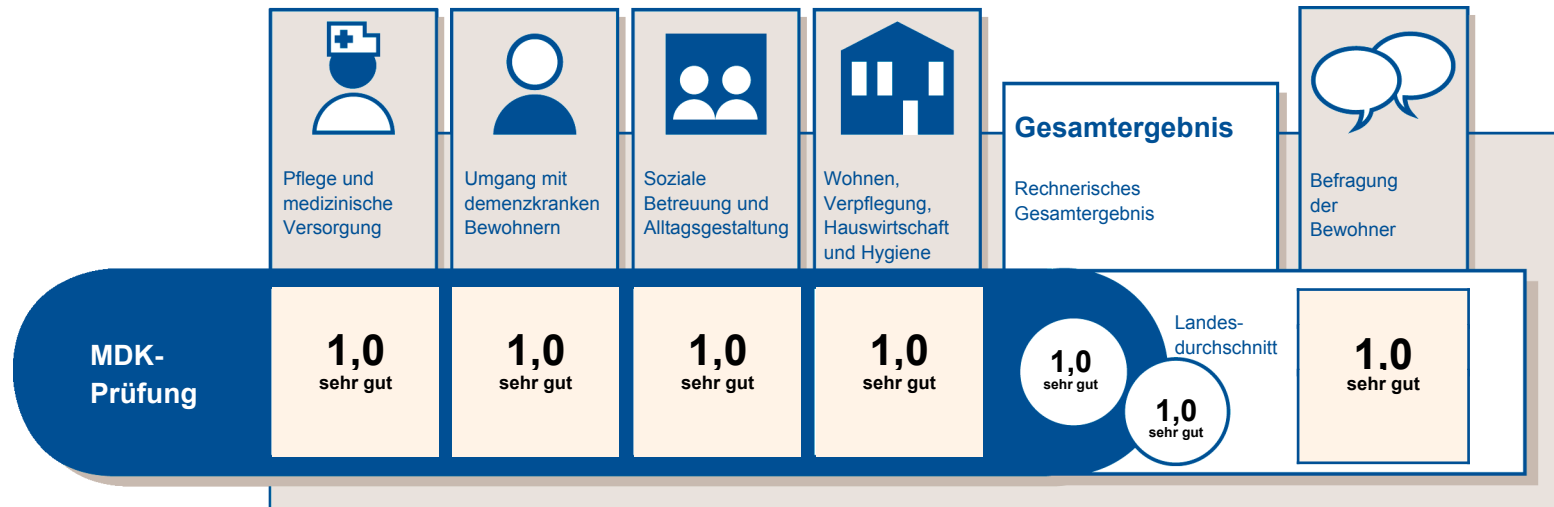 Pflege und
medizinische
Versorgung
Umgang mit
demenzkranken
Bewohnern
Soziale
Betreuung und
Alltagsgestaltung
Wohnen,
Verpflegung,
Hauswirtschaft
und Hygiene
Gesamtergebnis
Rechnerisches
Gesamtergebnis
Befragung
der
Bewohner
MDK-
Prüfung
1,0
sehr gut
1,0
sehr gut
1,0
sehr gut
1,0
sehr gut
1,0
sehr gut
Landes-
durchschnitt
1,0
sehr gut
1,0
sehr gut